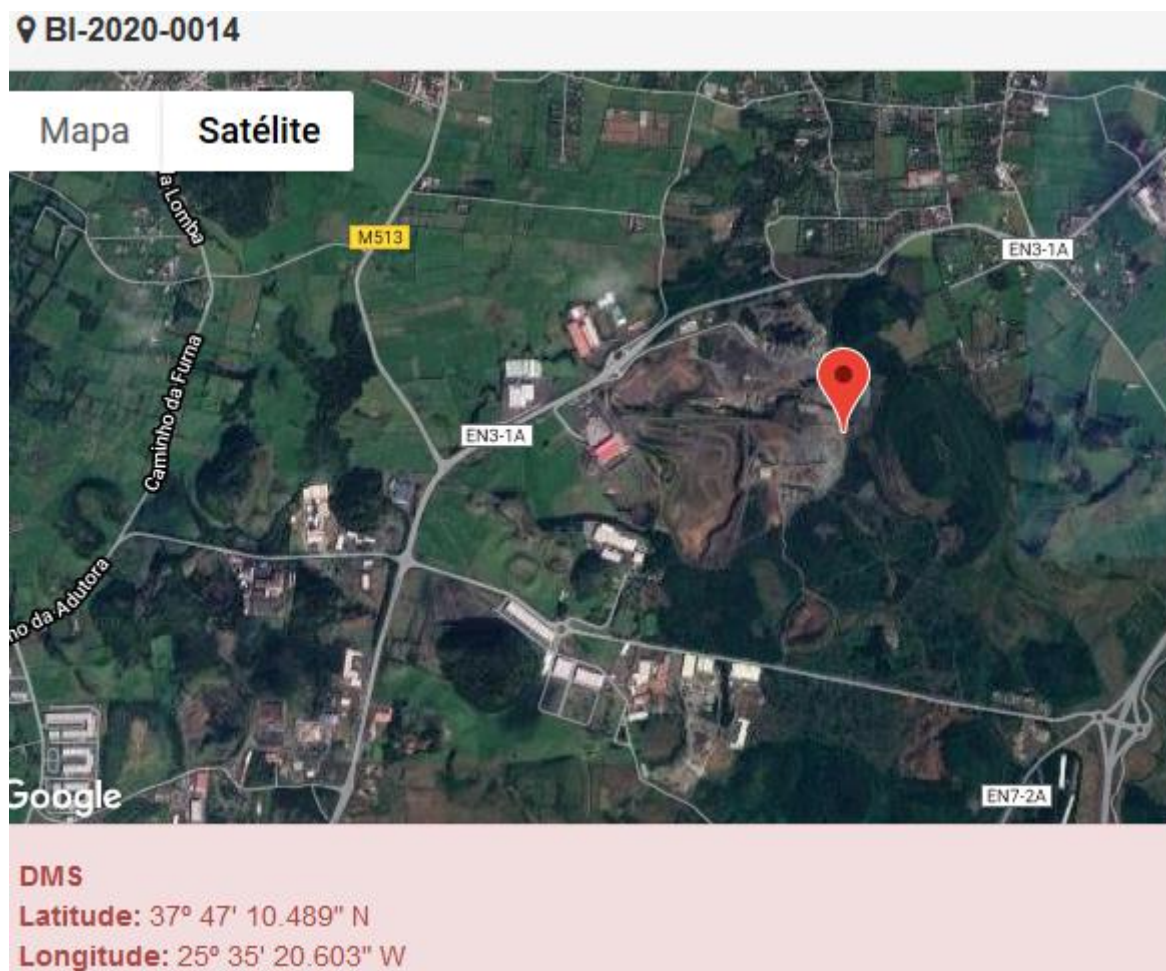 BI-2020-0014
Mapa
Satélite
a Lomba
M513
EN3-1A
Caminho da Furna
EN3-1A
ho da Adutora
Google
EN7-2A
DMS
Latitude: 37º 47' 10.489" N
Longitude: 25º 35' 20.603" W